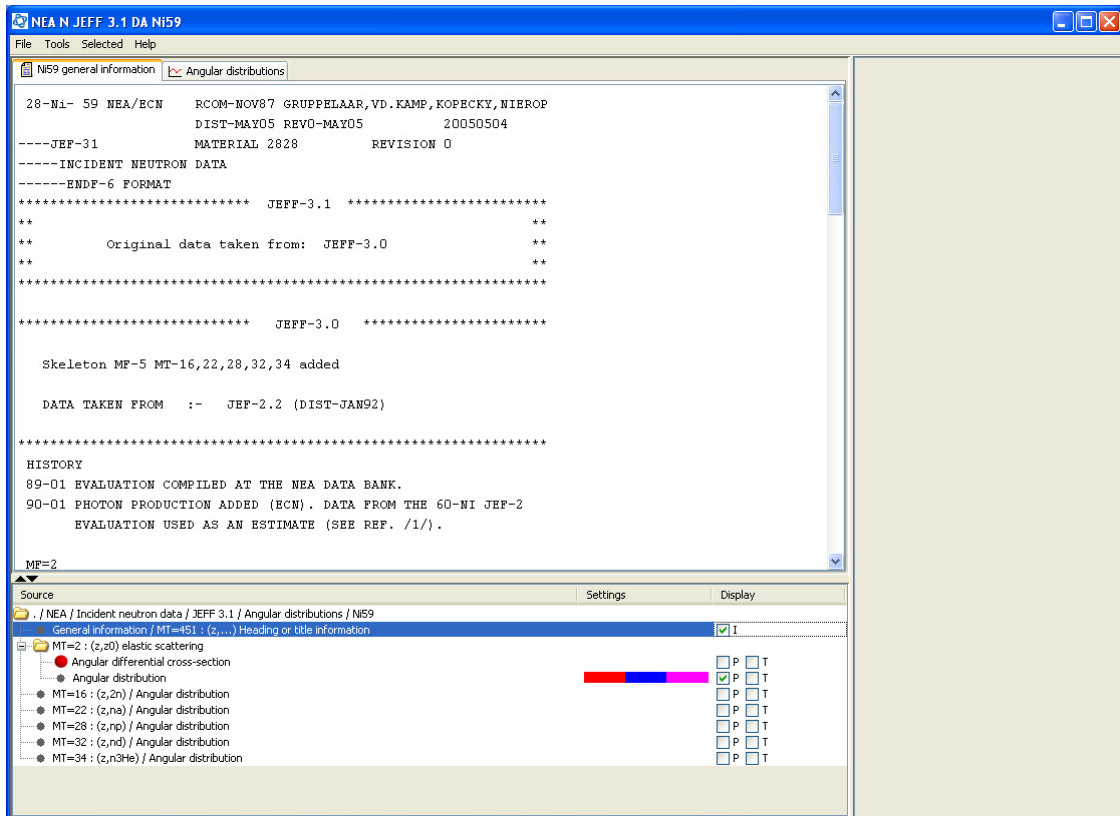 NEA N JEFF 3.1 DA Ni59
File Tools Selected Help
Ni59 general information Angular distributions
28-Ni- 59 NEA/ECN RCOM-NOV87 GRUPPELAAR,VD.KAMP,KOPECKY,NIEROP
DIST-MAY05 REV0-MAY05 20050504
----JEF-31 MATERIAL 2828 REVISION 0
-----INCIDENT NEUTRON DATA
------ENDF-6 FORMAT
***************************** JEFF-3.1 *************************
** **
** Original data taken from: JEFF-3.0 **
** **
******************************************************************
***************************** JEFF-3.0 ***********************
Skeleton MF-5 MT-16,22,28,32,34 added
DATA TAKEN FROM :- JEF-2.2 (DIST-JAN92)
******************************************************************
HISTORY
89-01 EVALUATION COMPILED AT THE NEA DATA BANK.
90-01 PHOTON PRODUCTION ADDED (ECN). DATA FROM THE 60-NI JEF-2
EVALUATION USED AS AN ESTIMATE (SEE REF. /1/).
MF=2
Source Settings Display
. / NEA / Incident neutron data / JEFF 3.1 / Angular distributions / Ni59
General information / MT=451 : (z,...) Heading or title information I
MT=2 : (z,z0) elastic scattering
Angular differential cross-section P T
Angular distribution P T
MT=16 : (z,2n) / Angular distribution P T
MT=22 : (z,na) / Angular distribution P T
MT=28 : (z,np) / Angular distribution P T
MT=32 : (z,nd) / Angular distribution P T
MT=34 : (z,n3He) / Angular distribution P T